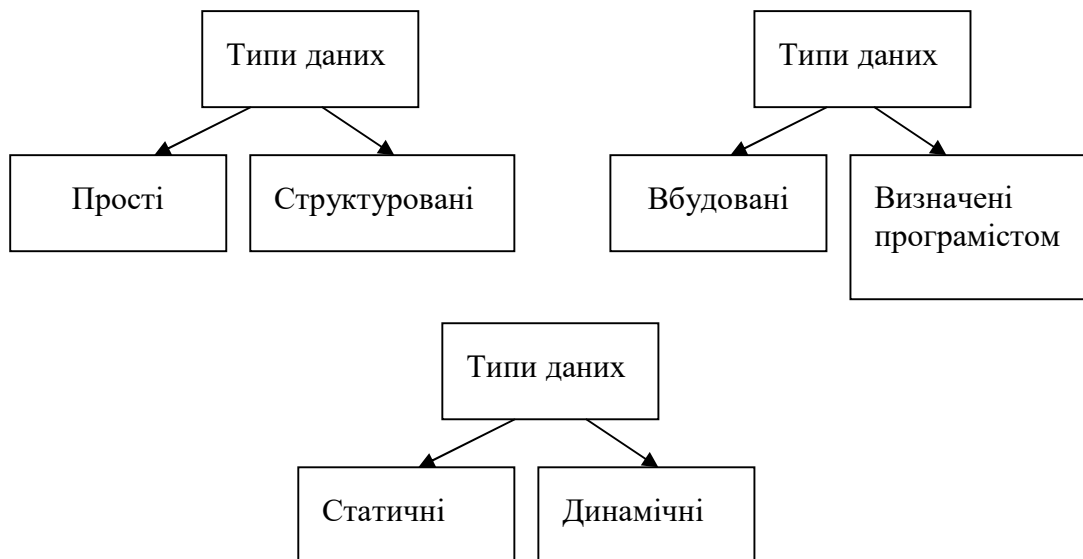 Типи даних
Типи даних
Прості
Структуровані
Вбудовані
Визначені
програмістом
Типи даних
Статичні
Динамічні